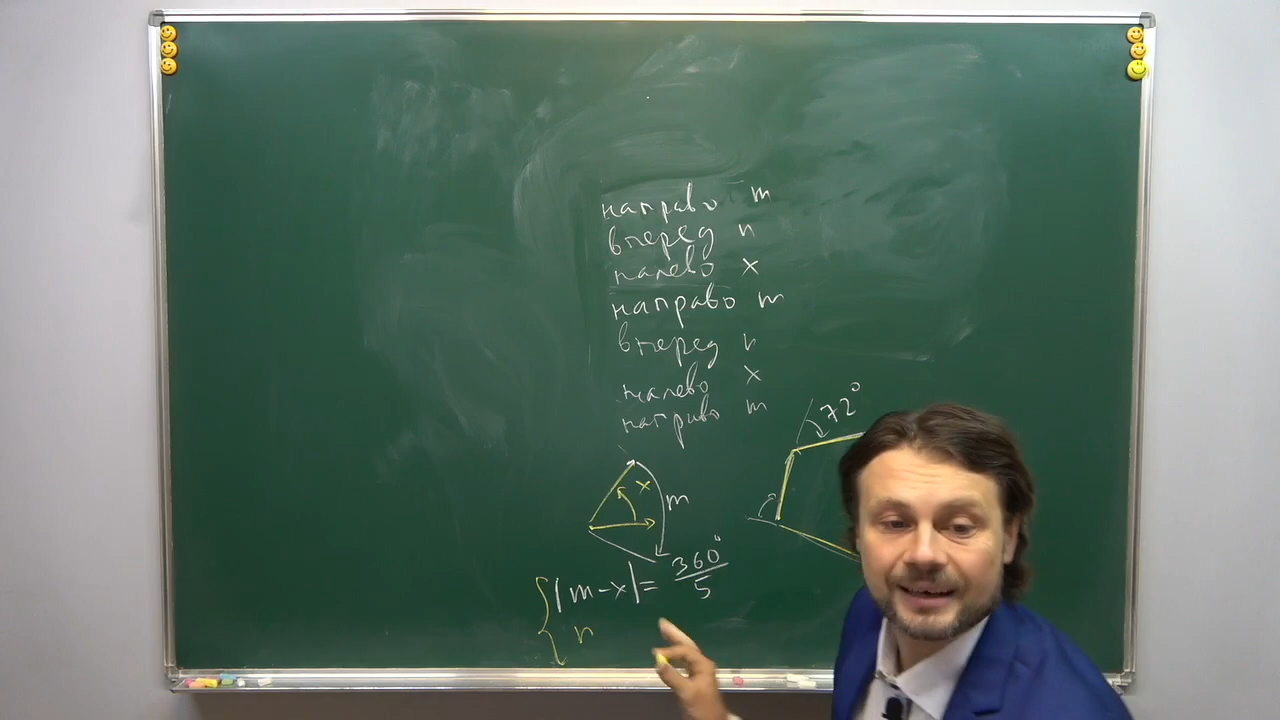 направо m
вперед n
налево x
направо m
вперед n
налево x
направо m
72°
x
m
|m-x|= 360°/5
n